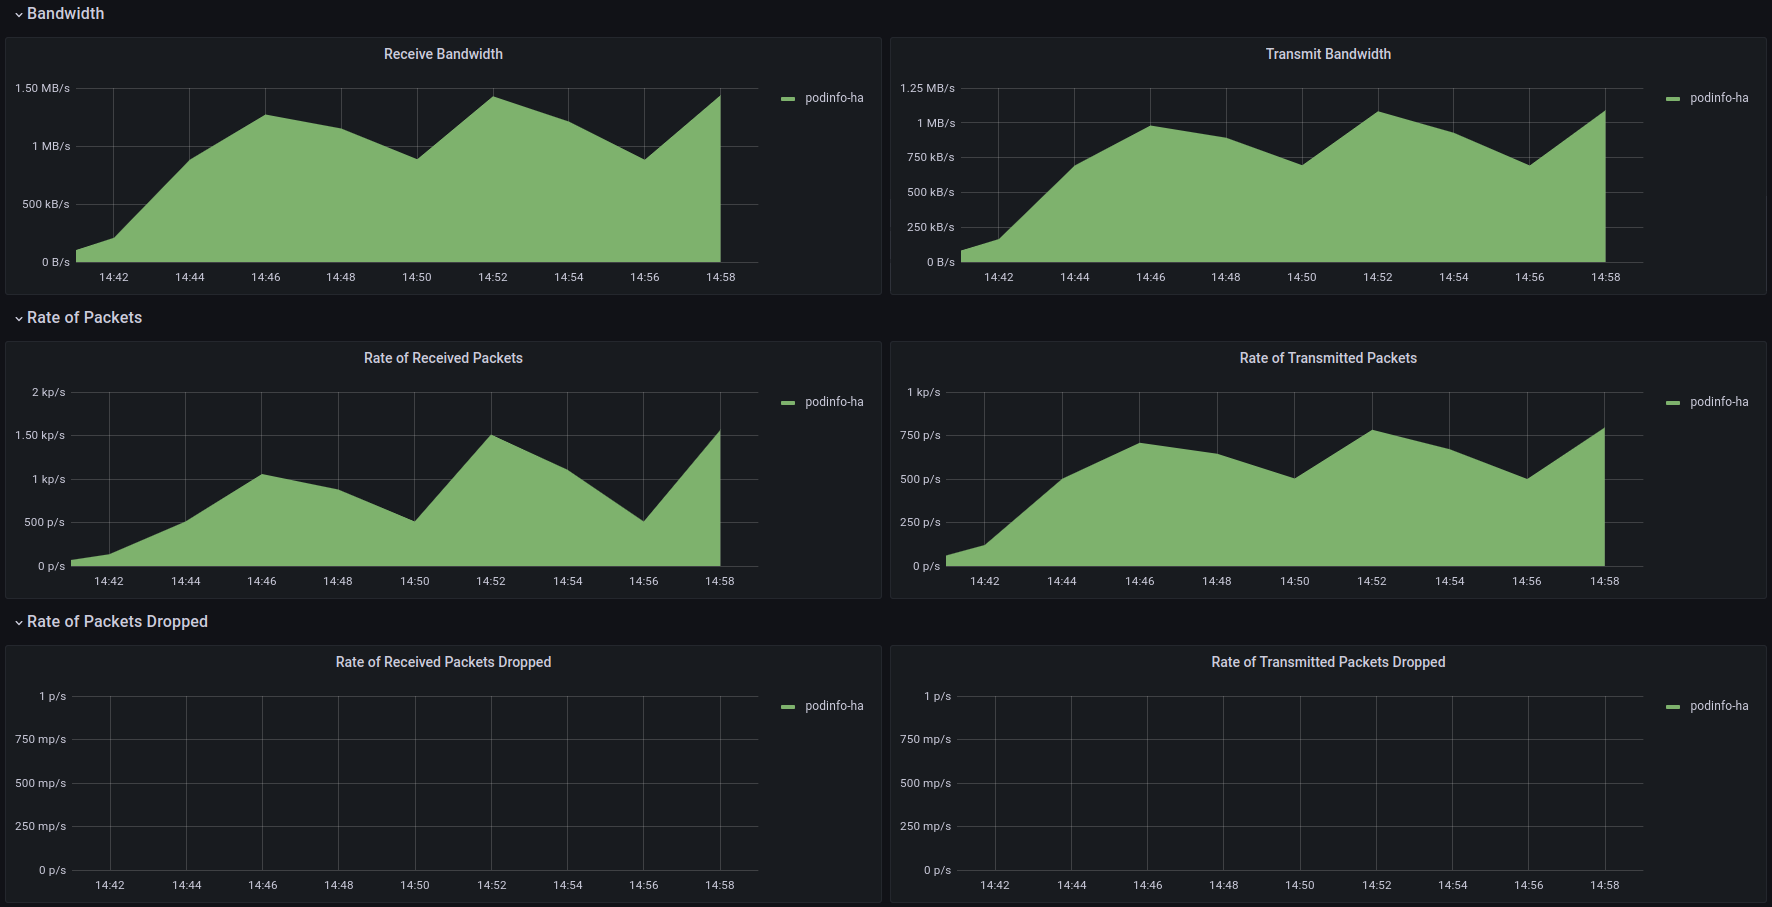 Bandwidth
Receive Bandwidth
1.50 MB/s
1 MB/s
500 kB/s
0 B/s
14:42 14:44 14:46 14:48 14:50 14:52 14:54 14:56 14:58
podinfo-ha
Transmit Bandwidth
1.25 MB/s
1 MB/s
750 kB/s
500 kB/s
250 kB/s
0 B/s
14:42 14:44 14:46 14:48 14:50 14:52 14:54 14:56 14:58
podinfo-ha
Rate of Packets
Rate of Received Packets
2 kp/s
1.50 kp/s
1 kp/s
500 p/s
0 p/s
14:42 14:44 14:46 14:48 14:50 14:52 14:54 14:56 14:58
podinfo-ha
Rate of Transmitted Packets
1 kp/s
750 p/s
500 p/s
250 p/s
0 p/s
14:42 14:44 14:46 14:48 14:50 14:52 14:54 14:56 14:58
podinfo-ha
Rate of Packets Dropped
Rate of Received Packets Dropped
1 p/s
750 mp/s
500 mp/s
250 mp/s
0 p/s
14:42 14:44 14:46 14:48 14:50 14:52 14:54 14:56 14:58
podinfo-ha
Rate of Transmitted Packets Dropped
1 p/s
750 mp/s
500 mp/s
250 mp/s
0 p/s
14:42 14:44 14:46 14:48 14:50 14:52 14:54 14:56 14:58
podinfo-ha